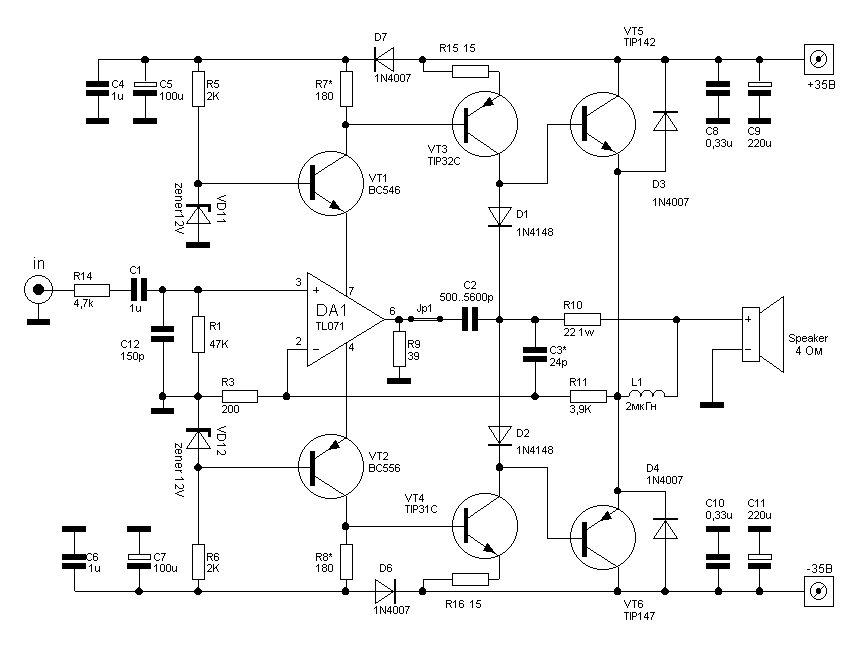 D7
1N4007
R15 15
VT5
TIP142
+35В
C4
1u
C5
100u
R5
2K
R7*
180
VT3
TIP32C
C8
0,33u
C9
220u
D3
1N4007
VT1
BC546
zener12V
VD11
D1
1N4148
in
R14
4,7k
C1
1u
3
+
7
DA1
TL071
6
Jp1
C2
500..5600p
R10
22 1w
+
−
Speaker
4 Ом
C12
150p
R1
47K
2
−
4
R9
39
C3*
24p
R3
200
R11
3,9K
L1
2мкГн
VD12
zener 12V
VT2
BC556
D2
1N4148
D4
1N4007
VT4
TIP31C
C6
1u
C7
100u
R6
2K
R8*
180
D6
1N4007
R16 15
VT6
TIP147
C10
0,33u
C11
220u
-35В